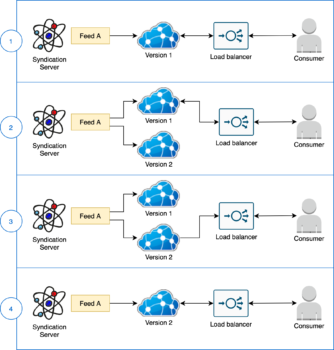 1
Feed A
Version 1
Syndication
Server
Load balancer
Consumer
2
Feed A
Version 1
Version 2
Syndication
Server
Load balancer
Consumer
3
Feed A
Version 1
Version 2
Syndication
Server
Load balancer
Consumer
4
Feed A
Version 2
Syndication
Server
Load balancer
Consumer